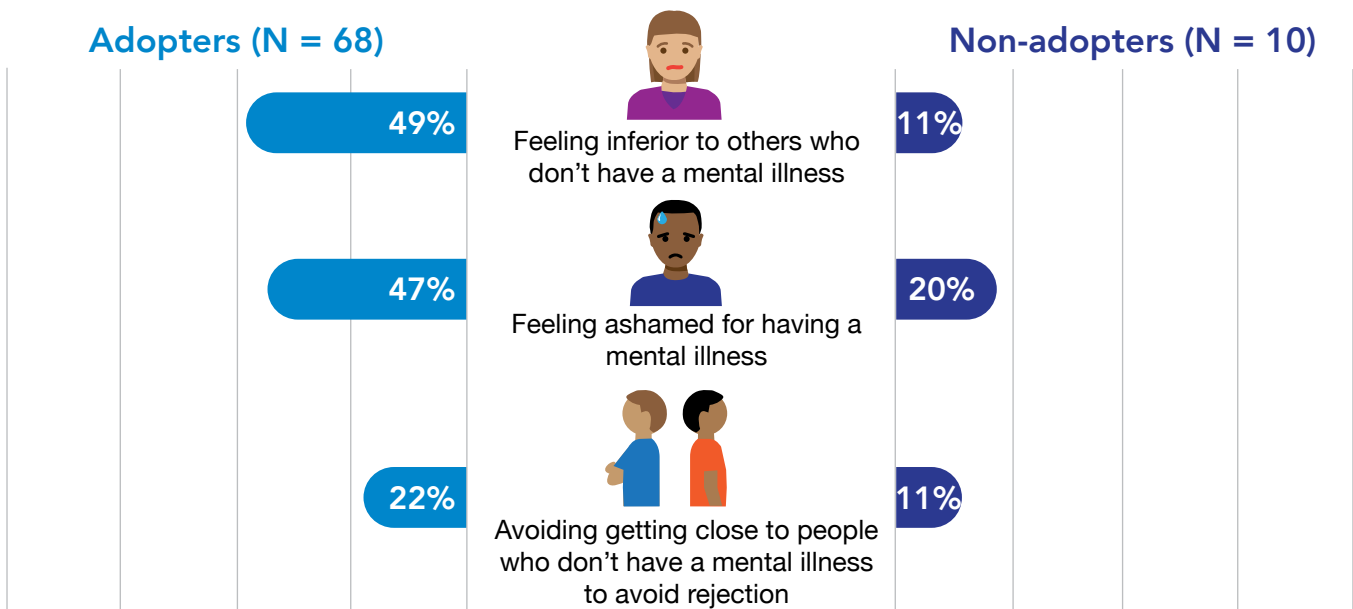 Adopters (N = 68)
Non-adopters (N = 10)
49%
Feeling inferior to others who
don’t have a mental illness
11%
47%
Feeling ashamed for having a
mental illness
20%
22%
Avoiding getting close to people
who don’t have a mental illness
to avoid rejection
11%